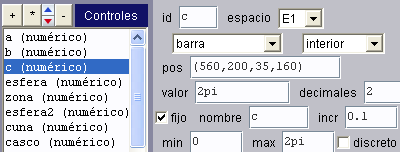 + * - Controles
a (numérico)
b (numérico)
c (numérico)
esfera (numérico)
zona (numérico)
esfera2 (numérico)
cuna (numérico)
casco (numérico)
id c espacio E1
barra interior
pos (560,200,35,160)
valor 2pi decimales 2
fijo nombre c incr 0.1
min 0 max 2pi discreto